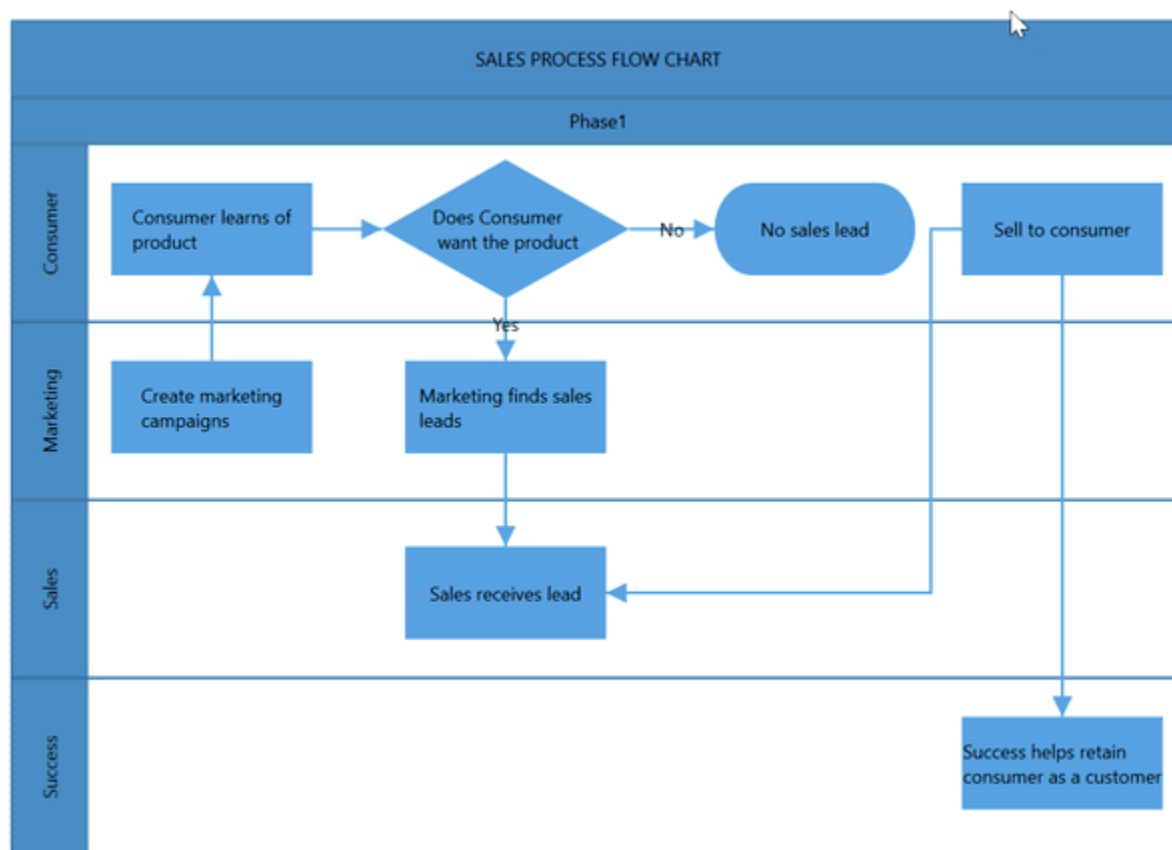 SALES PROCESS FLOW CHART
Phase1
Consumer
Consumer learns of
product
Does Consumer
want the product
No
No sales lead
Sell to consumer
Yes
Marketing
Create marketing
campaigns
Marketing finds sales
leads
Sales
Sales receives lead
Success
Success helps retain
consumer as a customer